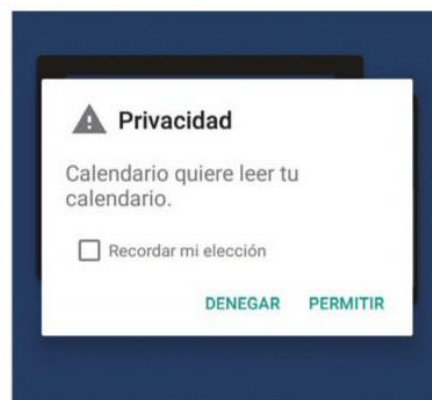 Privacidad
Calendario quiere leer tu
calendario.
Recordar mi elección
DENEGAR PERMITIR